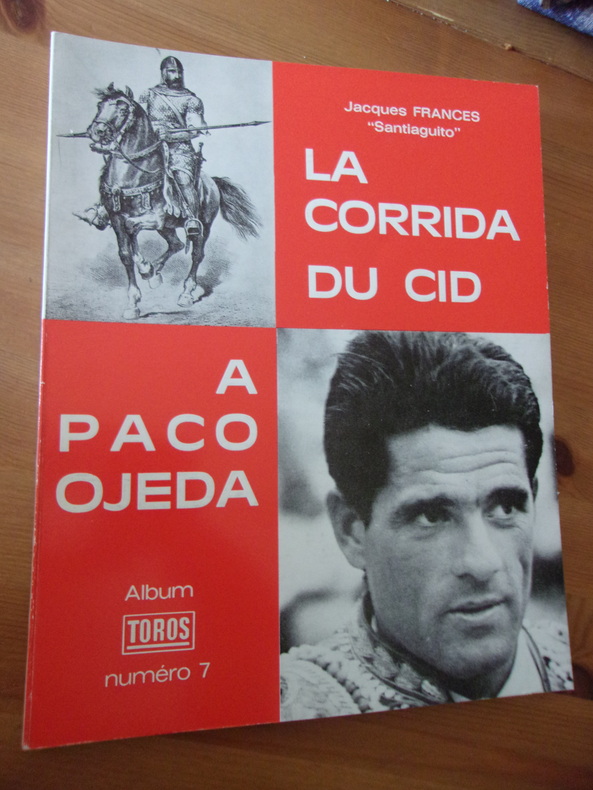 Jacques FRANCES
"Santiaguito"
LA
CORRIDA
DU CID
A
PACO
OJEDA
Album
TOROS
numéro 7